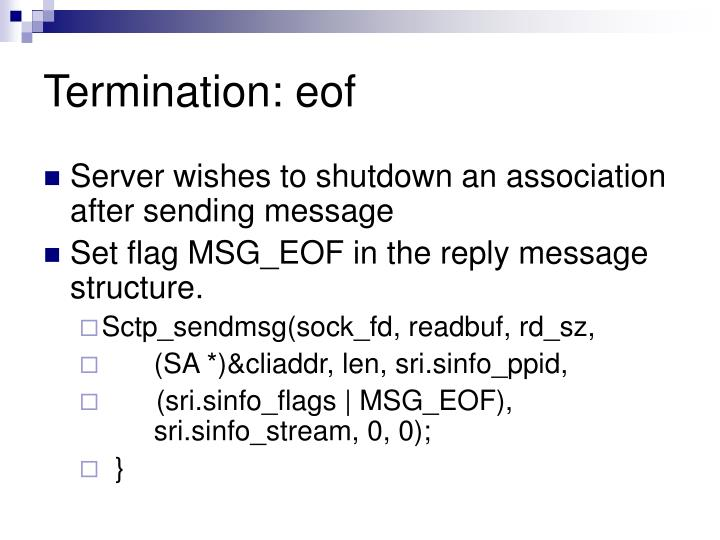 Termination: eof
Server wishes to shutdown an association
after sending message
Set flag MSG_EOF in the reply message
structure.
Sctp_sendmsg(sock_fd, readbuf, rd_sz,
(SA *)&cliaddr, len, sri.sinfo_ppid,
(sri.sinfo_flags | MSG_EOF),
sri.sinfo_stream, 0, 0);
}